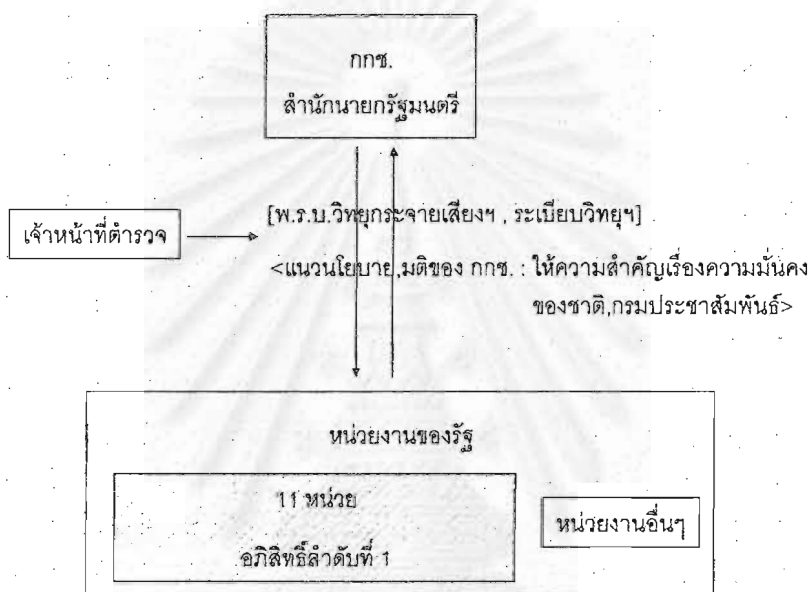 กกช.
สำนักนายกรัฐมนตรี
เจ้าหน้าที่ตำรวจ
[พ.ร.บ.วิทยุกระจายเสียงฯ , ระเบียบวิทยุฯ]
<แนวนโยบาย,มติของ กกช. : ให้ความสำคัญเรื่องความมั่นคง
ของชาติ,กรมประชาสัมพันธ์>
หน่วยงานของรัฐ
11 หน่วย
อภิสิทธิ์ลำดับที่ 1
หน่วยงานอื่นๆ